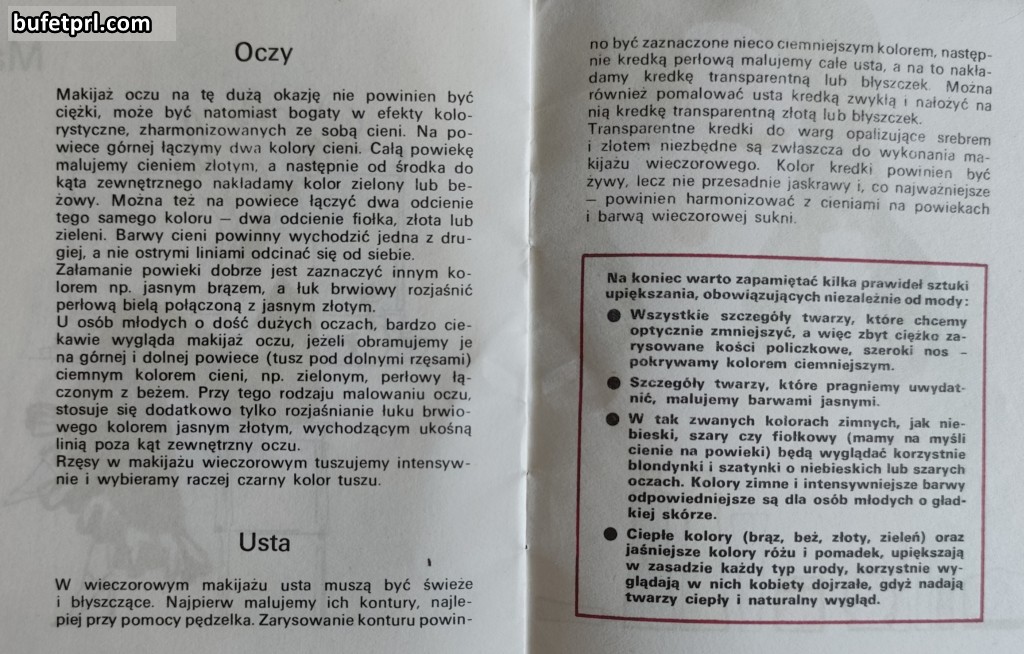 bufetprl.com
Oczy
Makijaż oczu na tę dużą okazję nie powinien być
ciężki, może być natomiast bogaty w efekty kolo-
rystyczne, zharmonizowanych ze sobą cieni. Na po-
wiece górnej łączymy dwa kolory cieni. Całą powiekę
malujemy cieniem złotym, a następnie od środka do
kąta zewnętrznego nakładamy kolor zielony lub be-
żowy. Można też na powiece łączyć dwa odcienie
tego samego koloru — dwa odcienie fiołka, złota lub
zieleni. Barwy cieni powinny wychodzić jedna z dru-
giej, a nie ostrymi liniami odcinać się od siebie.
Załamanie powieki dobrze jest zaznaczyć innym ko-
lorem np. jasnym brązem, a łuk brwiowy rozjaśnić
perłową bielą połączoną z jasnym złotym.
U osób młodych o dość dużych oczach, bardzo cie-
kawie wygląda makijaż oczu, jeżeli obramujemy je
na górnej i dolnej powiece (tusz pod dolnymi rzęsami)
ciemnym kolorem cieni, np. zielonym, perłowy łą-
czonym z beżem. Przy tego rodzaju malowaniu oczu,
stosuje się dodatkowo tylko rozjaśnianie łuku brwio-
wego kolorem jasnym złotym, wychodzącym ukośną
linią poza kąt zewnętrzny oczu.
Rzęsy w makijażu wieczorowym tuszujemy intensyw-
nie i wybieramy raczej czarny kolor tuszu.
Usta
W wieczorowym makijażu usta muszą być świeże
i błyszczące. Najpierw malujemy ich kontury, najle-
piej przy pomocy pędzelka. Zarysowanie konturu powin-
no być zaznaczone nieco ciemniejszym kolorem, następ-
nie kredką perłową malujemy całe usta, a na to nakła-
damy kredkę transparentną lub błyszczek. Można
również pomalować usta kredką zwykłą i nałożyć na
nią kredkę transparentną złotą lub błyszczek.
Transparentne kredki do warg opalizujące srebrem
i złotem niezbędne są zwłaszcza do wykonania ma-
kijażu wieczorowego. Kolor kredki powinien być
żywy, lecz nie przesadnie jaskrawy i, co najważniejsze
— powinien harmonizować z cieniami na powiekach
i barwą wieczorowej sukni.
Na koniec warto zapamiętać kilka prawideł sztuki
upiększania, obowiązujących niezależnie od mody:
● Wszystkie szczegóły twarzy, które chcemy
optycznie zmniejszyć, a więc zbyt ciężko za-
rysowane kości policzkowe, szeroki nos –
pokrywamy kolorem ciemniejszym.
● Szczegóły twarzy, które pragniemy uwydat-
nić, malujemy barwami jasnymi.
● W tak zwanych kolorach zimnych, jak nie-
bieski, szary czy fiolkowy (mamy na myśli
cienie na powieki) będą wyglądać korzystnie
blondynki i szatynki o niebieskich lub szarych
oczach. Kolory zimne i intensywniejsze barwy
odpowiedniejsze są dla osób młodych o gład-
kiej skórze.
● Ciepłe kolory (brąz, beż, złoty, zieleń) oraz
jaśniejsze kolory różu i pomadek, upiększają
w zasadzie każdy typ urody, korzystnie wy-
glądają w nich kobiety dojrzałe, gdyż nadają
twarzy ciepły i naturalny wygląd.